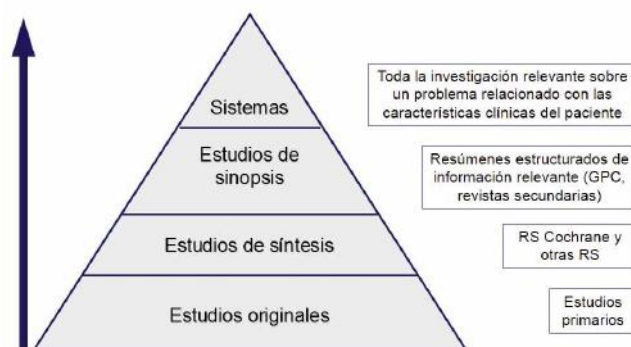 Toda la investigación relevante sobre
un problema relacionado con las
características clínicas del paciente
Sistemas
Estudios de
sinopsis
Resúmenes estructurados de
información relevante (GPC,
revistas secundarias)
Estudios de síntesis
RS Cochrane y
otras RS
Estudios originales
Estudios
primarios